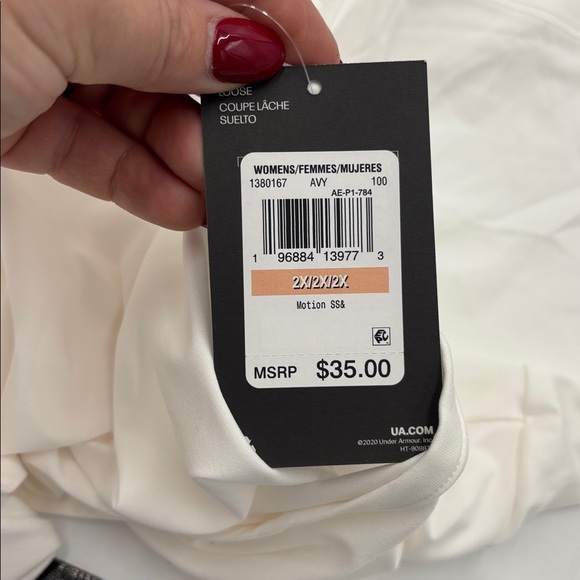 LOOSE
COUPE LÂCHE
SUELTO
WOMENS/FEMMES/MUJERES
1380167 AVY 100
AE-P1-784
1 96884 13977 3
2X/2X/2X
Motion SS&
MSRP $35.00
UA.COM
©2020 Under Armour, Inc